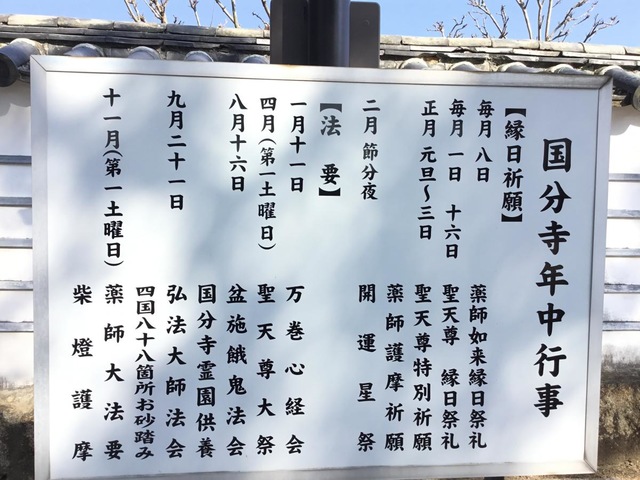 国分寺年中行事
【縁日祈願】
毎月 八日 薬師如来縁日祭礼
毎月 一日 十六日 聖天尊 縁日祭礼
正月 元旦〜三日 聖天尊特別祈願
薬師護摩祈願
二月 節分夜 開運星祭
【法要】
一月十一日 万巻心経会
四月(第一土曜日) 聖天尊大祭
八月十六日 盆施餓鬼法会
国分寺霊園供養
九月二十一日 弘法大師法会
四国八十八箇所お砂踏み
十一月(第一土曜日) 薬師大法要
柴燈護摩